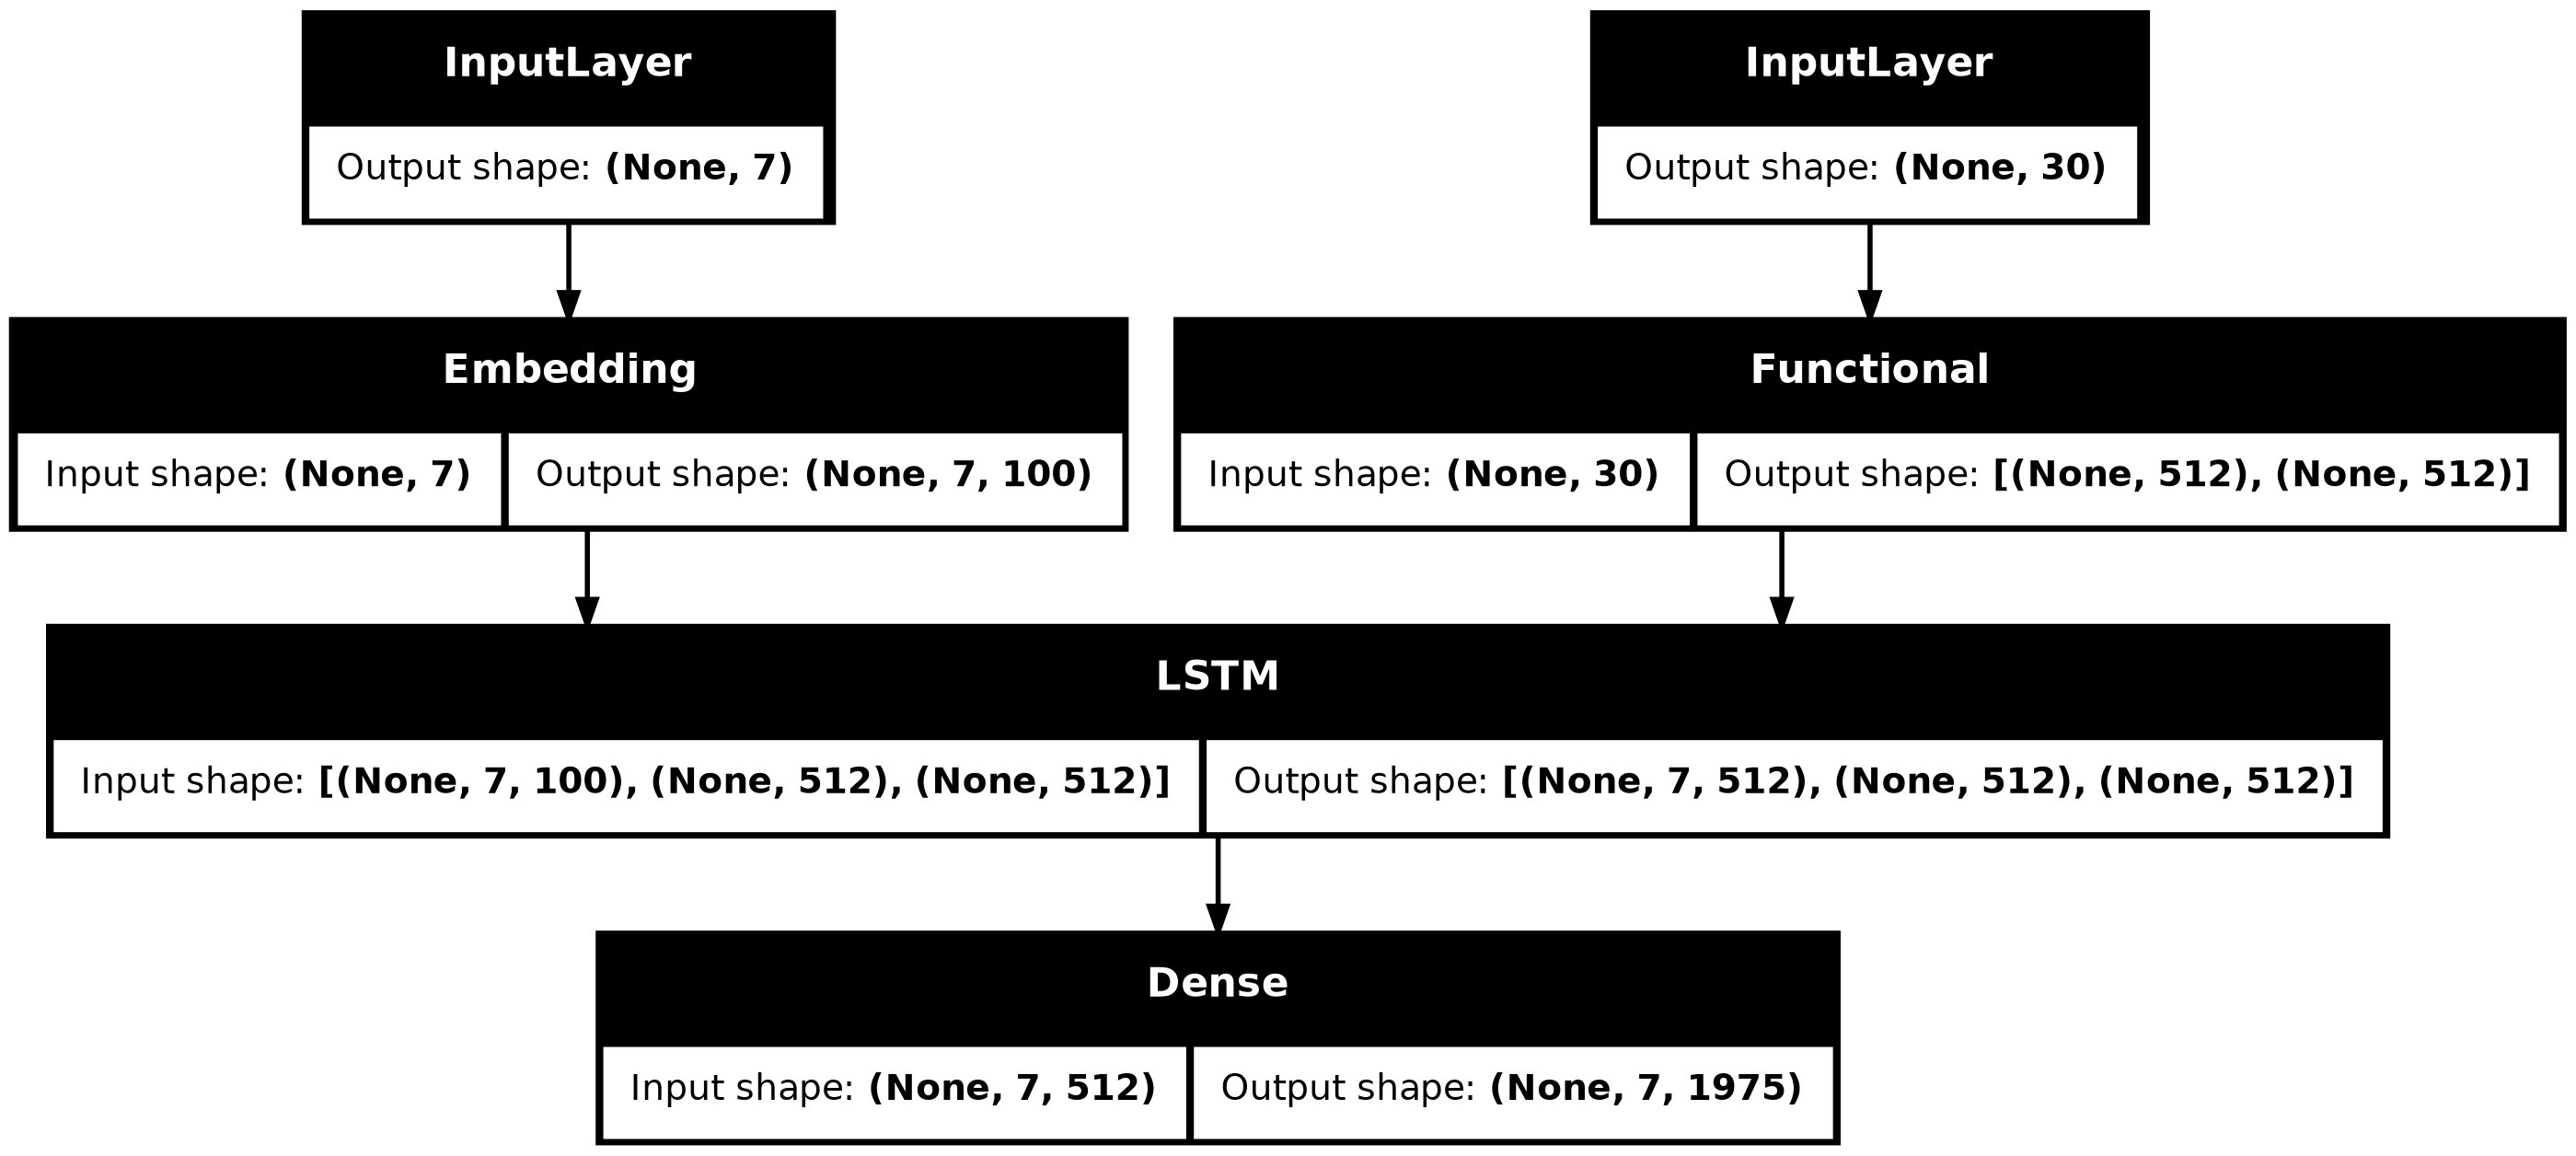 InputLayer
Output shape: (None, 7)
InputLayer
Output shape: (None, 30)
Embedding
Input shape: (None, 7)
Output shape: (None, 7, 100)
Functional
Input shape: (None, 30)
Output shape: [(None, 512), (None, 512)]
LSTM
Input shape: [(None, 7, 100), (None, 512), (None, 512)]
Output shape: [(None, 7, 512), (None, 512), (None, 512)]
Dense
Input shape: (None, 7, 512)
Output shape: (None, 7, 1975)